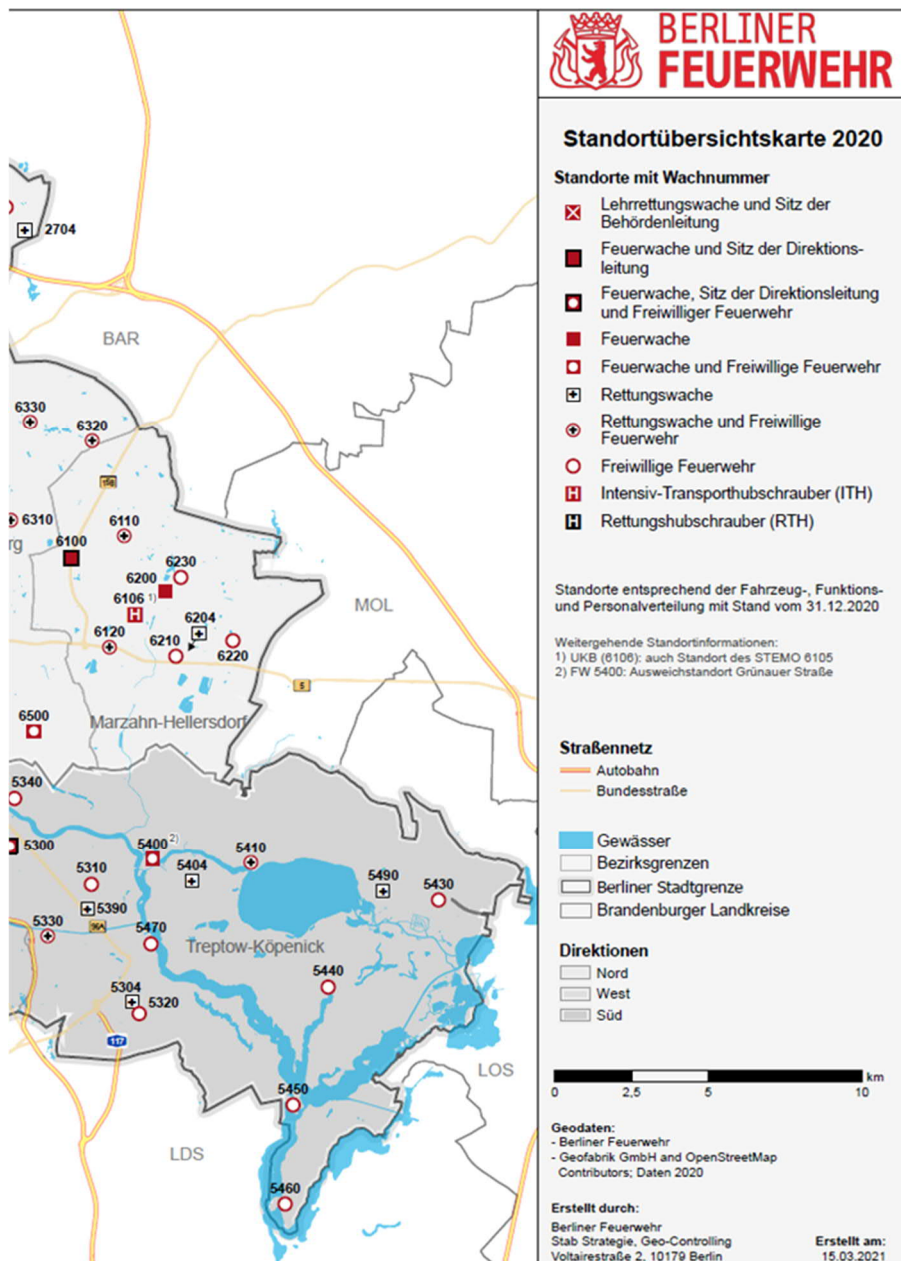 BERLINER
FEUERWEHR
Standortübersichtskarte 2020
Standorte mit Wachnummer
Lehrrettungswache und Sitz der
Behördenleitung
Feuerwache und Sitz der Direktions-
leitung
Feuerwache, Sitz der Direktionsleitung
und Freiwilliger Feuerwehr
Feuerwache
Feuerwache und Freiwillige Feuerwehr
Rettungswache
Rettungswache und Freiwillige
Feuerwehr
Freiwillige Feuerwehr
H Intensiv-Transporthubschrauber (ITH)
H Rettungshubschrauber (RTH)
Standorte entsprechend der Fahrzeug-, Funktions-
und Personalverteilung mit Stand vom 31.12.2020
Weitergehende Standortinformationen:
1) UKB (6106): auch Standort des STEMO 6105
2) FW 5400: Ausweichstandort Grünauer Straße
Straßennetz
Autobahn
Bundesstraße
Gewässer
Bezirksgrenzen
Berliner Stadtgrenze
Brandenburger Landkreise
Direktionen
Nord
West
Süd
0 2,5 5 10 km
Geodaten:
- Berliner Feuerwehr
- Geofabrik GmbH and OpenStreetMap
Contributors; Daten 2020
Erstellt durch:
Berliner Feuerwehr
Stab Strategie, Geo-Controlling
Voltairestraße 2, 10179 Berlin
Erstellt am:
15.03.2021
2704
BAR
6330
6320
158
6310
6110
rg
6100
6230
6200
6106 1)
H
6204
MOL
6120
6210
6220
5
6500
Marzahn-Hellersdorf
5340
5300
5400 2)
5410
5310
5404
5490
5430
5390
96A
5330
5470
Treptow-Köpenick
5440
5304
5320
117
LOS
5450
LDS
5460